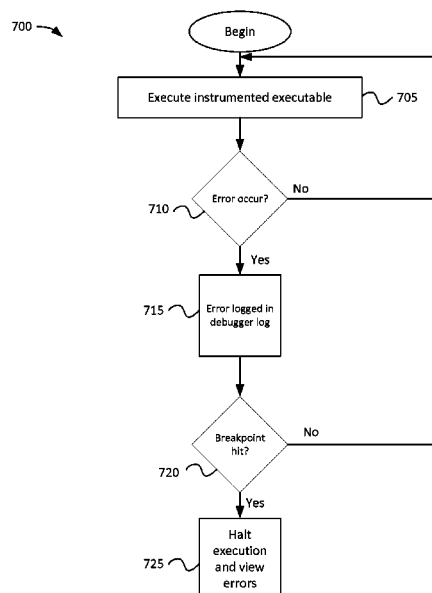 700
Begin
Execute instrumented executable
705
Error occur?
No
710
Yes
Error logged in
debugger log
715
Breakpoint
hit?
No
720
Yes
Halt
execution
and view
errors
725